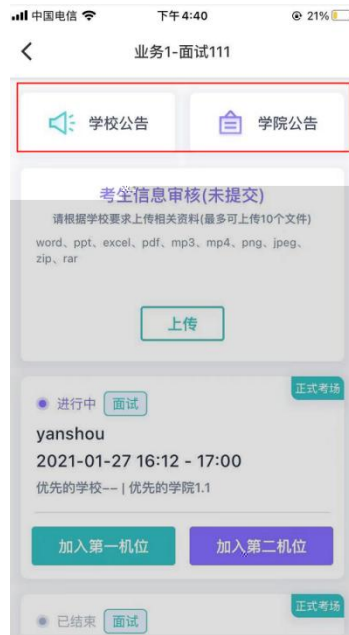 中国电信 下午4:40 21%
业务1-面试111
学校公告 学院公告
考生信息审核(未提交)
请根据学校要求上传相关资料(最多可上传10个文件)
word、ppt、excel、pdf、mp3、mp4、png、jpeg、
zip、rar
上传
正式考场
进行中 面试
yanshou
2021-01-27 16:12 - 17:00
优先的学校-- | 优先的学院1.1
加入第一机位 加入第二机位
正式考场
已结束 面试